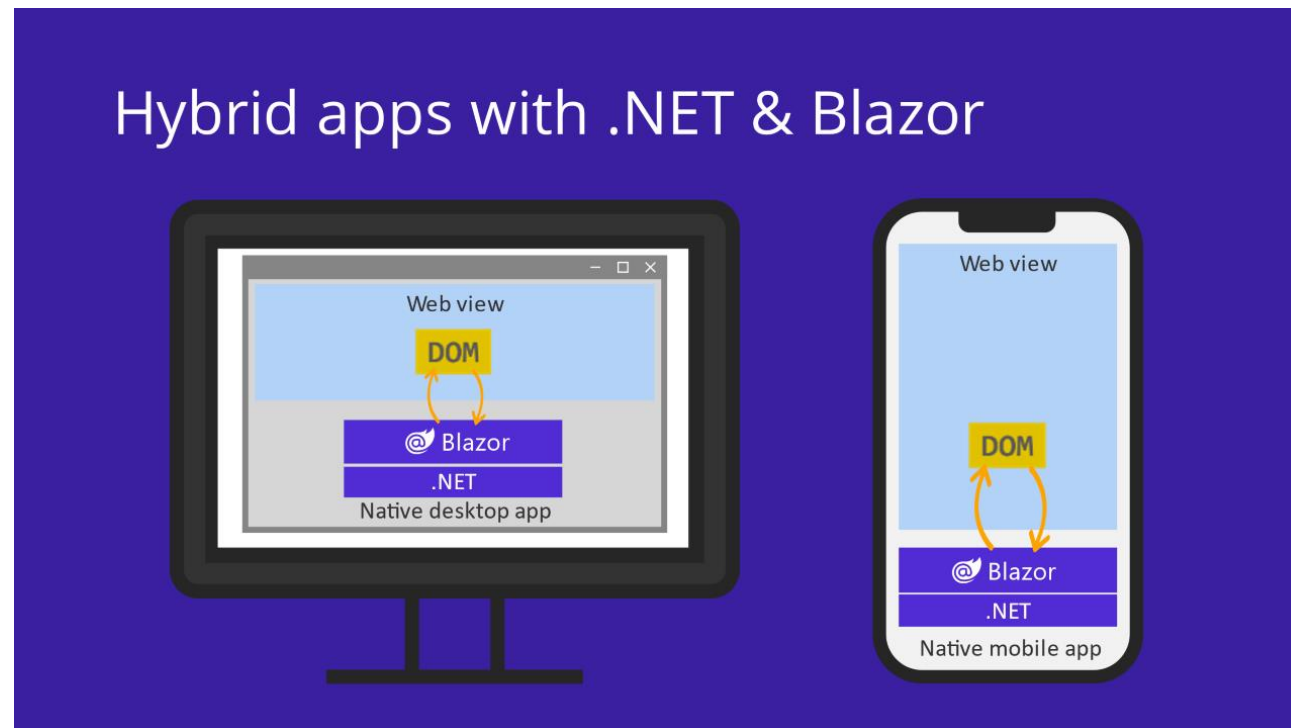 Hybrid apps with .NET & Blazor
Web view
DOM
@ Blazor
.NET
Native desktop app
Web view
DOM
@ Blazor
.NET
Native mobile app